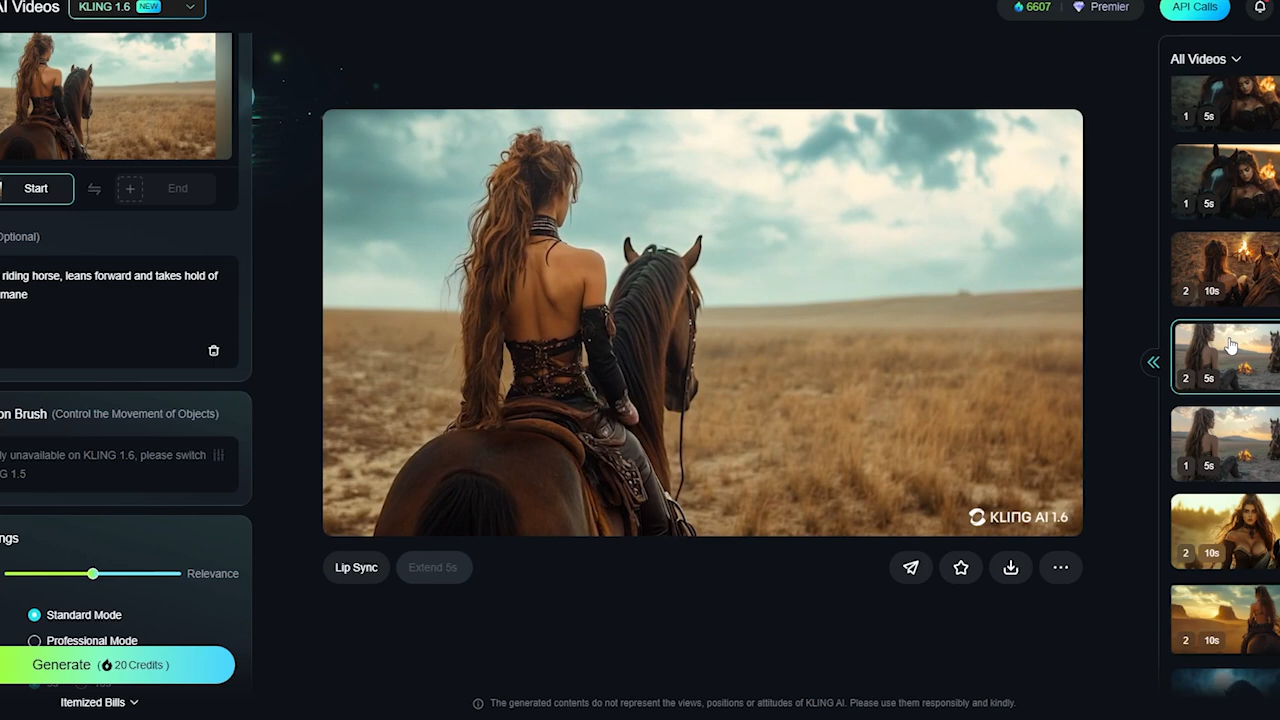 AI Videos
KLING 1.6 NEW
6607
Premier
API Calls
Start
End
Optional)
riding horse, leans forward and takes hold of
mane
on Brush (Control the Movement of Objects)
ly unavailable on KLING 1.6, please switch
G 1.5
ngs
Relevance
Standard Mode
Professional Mode
Generate ( 20 Credits )
Itemized Bills
KLING AI 1.6
Lip Sync
Extend 5s
The generated contents do not represent the views, positions or attitudes of KLING AI. Please use them responsibly and kindly.
All Videos
1 5s
1 5s
2 10s
2 5s
1 5s
2 10s
2 10s